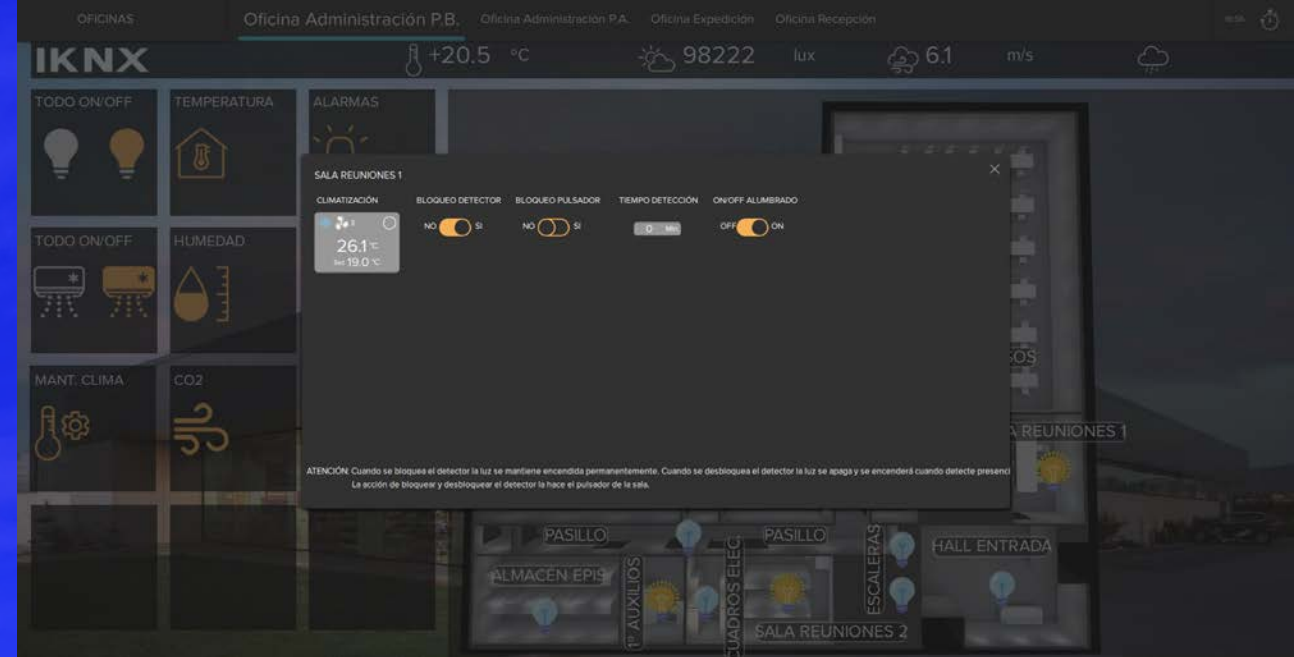 OFICINAS
Oficina Administración P.B.
Oficina Administración P.A.
Oficina Expedición
Oficina Recepción
IKNX
+20.5 °C
98222 lux
6.1 m/s
TODO ON/OFF
TEMPERATURA
ALARMAS
SALA REUNIONES 1
CLIMATIZACIÓN
BLOQUEO DETECTOR
BLOQUEO PULSADOR
TIEMPO DETECCIÓN
ON/OFF ALUMBRADO
26.1 °C
Set 19.0 °C
NO SI
NO SI
0 Min
OFF ON
TODO ON/OFF
HUMEDAD
MANT. CLIMA
CO2
OS
A REUNIONES 1
ATENCIÓN: Cuando se bloquea el detector la luz se mantiene encendida permanentemente. Cuando se desbloquea el detector la luz se apaga y se encenderá cuando detecte presenci
La acción de bloquear y desbloquear el detector la hace el pulsador de la sala.
PASILLO
PASILLO
ESCALERAS
HALL ENTRADA
ALMACÉN EPIS
1º AUXILIOS
CUADROS ELEC.
SALA REUNIONES 2